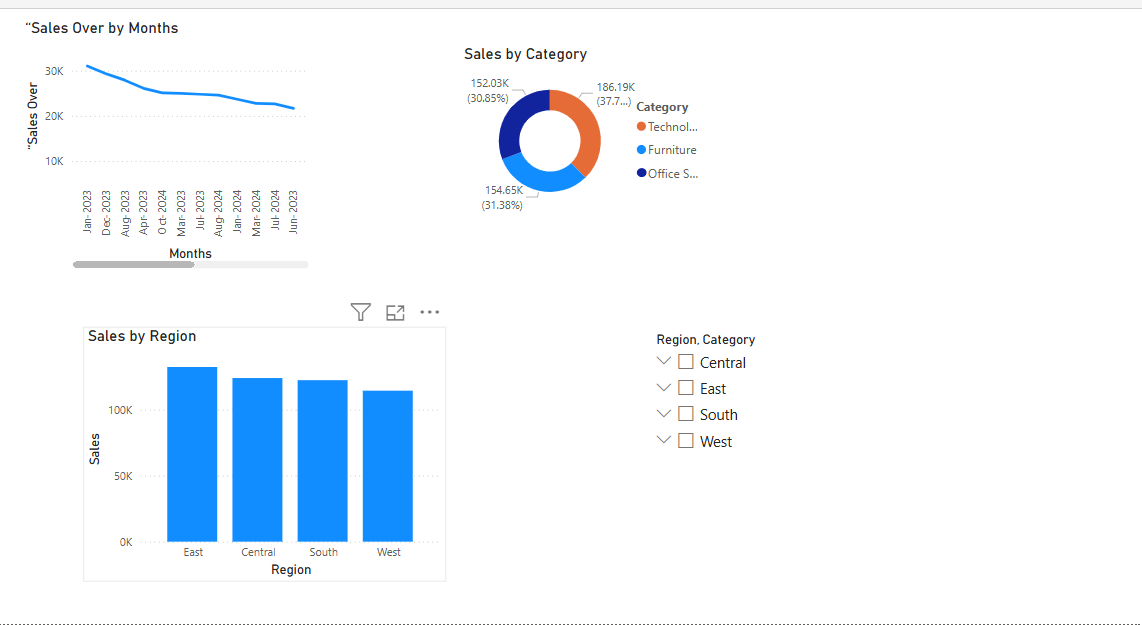 “Sales Over by Months
“Sales Over
30K
20K
10K
Jan-2023
Dec-2023
Aug-2023
Apr-2023
Oct-2024
Mar-2023
Jul-2023
Aug-2024
Jan-2024
Mar-2024
Jul-2024
Jun-2023
Months
Sales by Category
152.03K
(30.85%)
186.19K
(37.7...)
154.65K
(31.38%)
Category
Technol...
Furniture
Office S...
Sales by Region
Sales
100K
50K
0K
East
Central
South
West
Region
Region, Category
Central
East
South
West